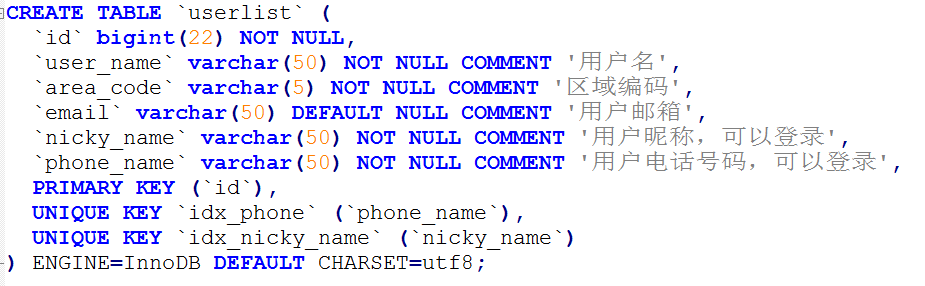 CREATE TABLE `userlist` (
`id` bigint(22) NOT NULL,
`user_name` varchar(50) NOT NULL COMMENT '用户名',
`area_code` varchar(5) NOT NULL COMMENT '区域编码',
`email` varchar(50) DEFAULT NULL COMMENT '用户邮箱',
`nicky_name` varchar(50) NOT NULL COMMENT '用户昵称，可以登录',
`phone_name` varchar(50) NOT NULL COMMENT '用户电话号码，可以登录',
PRIMARY KEY (`id`),
UNIQUE KEY `idx_phone` (`phone_name`),
UNIQUE KEY `idx_nicky_name` (`nicky_name`)
) ENGINE=InnoDB DEFAULT CHARSET=utf8;